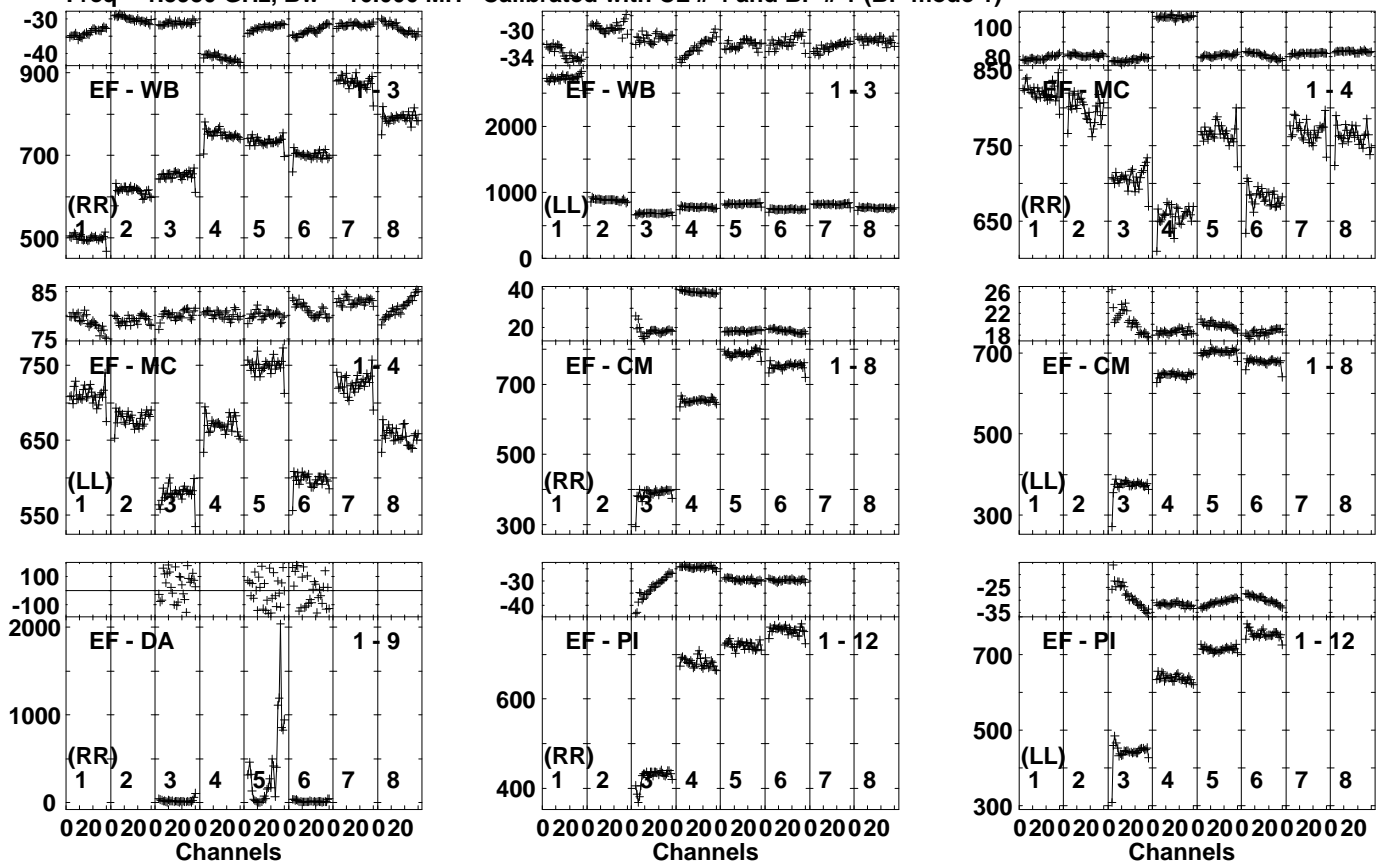 -30
-40
900
700
500
EF - WB 1 - 3
(RR)
1 2 3 4 5 6 7 8
-30
-34
2000
1000
0
EF - WB 1 - 3
(LL)
1 2 3 4 5 6 7 8
100
80
850
750
650
EF - MC 1 - 4
(RR)
1 2 3 4 5 6 7 8
85
75
750
650
550
EF - MC 1 - 4
(LL)
1 2 3 4 5 6 7 8
40
20
700
500
400
300
EF - CM 1 - 8
(RR)
1 2 3 4 5 6 7 8
26
22
18
700
500
300
EF - CM 1 - 8
(LL)
1 2 3 4 5 6 7 8
100
-100
2000
1000
0
EF - DA 1 - 9
(RR)
1 2 3 4 5 6 7 8
0 20 0 20 0 20 0 20 0 20 0 20 0 20 0 20
Channels
-30
-40
600
400
EF - PI 1 - 12
(RR)
1 2 3 4 5 6 7 8
0 20 0 20 0 20 0 20 0 20 0 20 0 20 0 20
Channels
-25
-35
700
500
300
EF - PI 1 - 12
(LL)
1 2 3 4 5 6 7 8
0 20 0 20 0 20 0 20 0 20 0 20 0 20 0 20
Channels